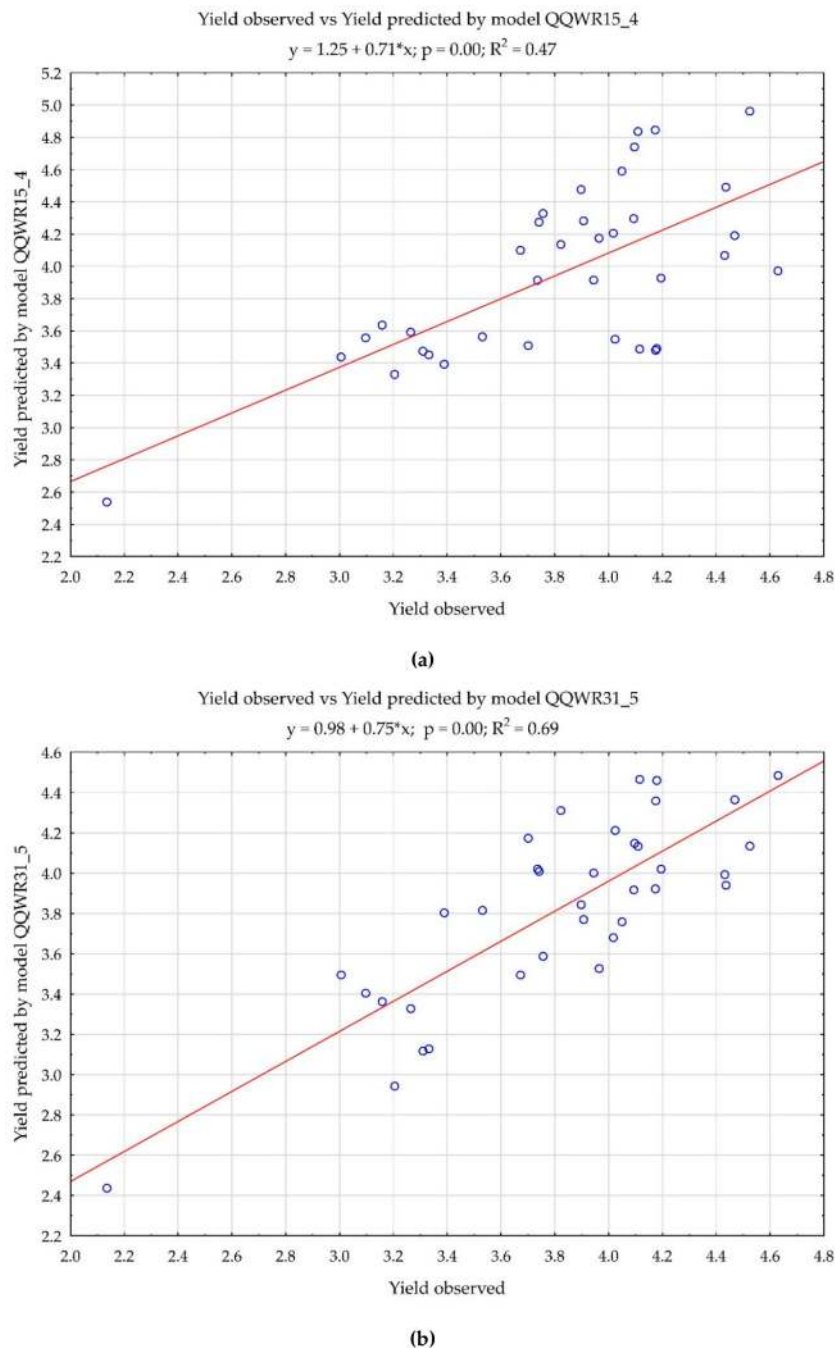 Yield observed vs Yield predicted by model QQWR15_4
y = 1.25 + 0.71*x; p = 0.00; R² = 0.47
Yield predicted by model QQWR15_4
5.2
5.0
4.8
4.6
4.4
4.2
4.0
3.8
3.6
3.4
3.2
3.0
2.8
2.6
2.4
2.2
2.0 2.2 2.4 2.6 2.8 3.0 3.2 3.4 3.6 3.8 4.0 4.2 4.4 4.6 4.8
Yield observed
(a)
Yield observed vs Yield predicted by model QQWR31_5
y = 0.98 + 0.75*x; p = 0.00; R² = 0.69
Yield predicted by model QQWR31_5
4.6
4.4
4.2
4.0
3.8
3.6
3.4
3.2
3.0
2.8
2.6
2.4
2.2
2.0 2.2 2.4 2.6 2.8 3.0 3.2 3.4 3.6 3.8 4.0 4.2 4.4 4.6 4.8
Yield observed
(b)